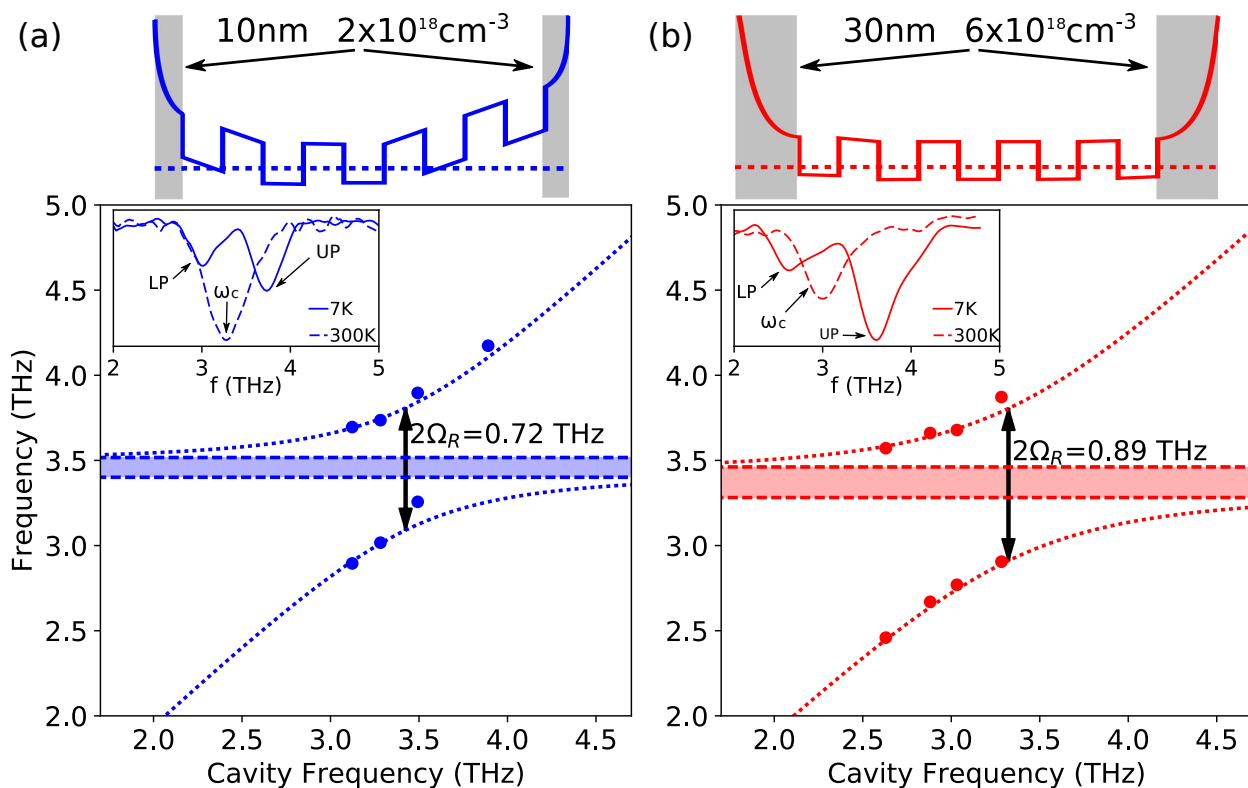 (a)
10nm 2x10¹⁸cm⁻³
(b)
30nm 6x10¹⁸cm⁻³
5.0
4.5
4.0
3.5
3.0
2.5
2.0
Frequency (THz)
2.0 2.5 3.0 3.5 4.0 4.5
Cavity Frequency (THz)
LP
ωc
UP
7K
300K
2 3 4 5
f (THz)
2ΩR=0.72 THz
5.0
4.5
4.0
3.5
3.0
2.5
2.0
2.0 2.5 3.0 3.5 4.0 4.5
Cavity Frequency (THz)
LP
ωc
UP
7K
300K
2 3 4 5
f (THz)
2ΩR=0.89 THz